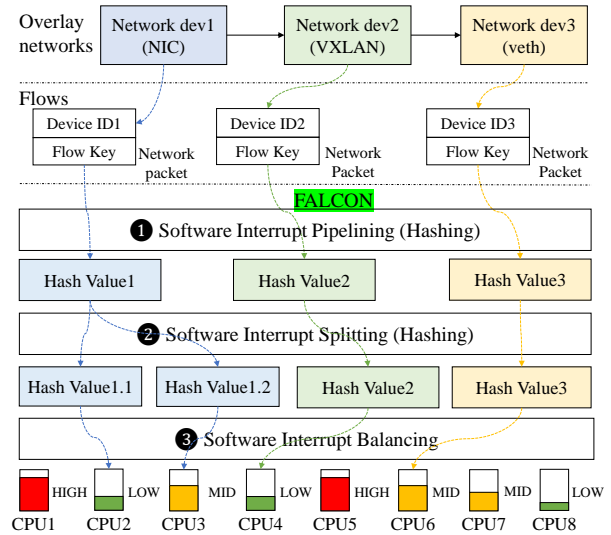 Overlay
networks
Network dev1
(NIC)
Network dev2
(VXLAN)
Network dev3
(veth)
Flows
Device ID1
Flow Key
Network
packet
Device ID2
Flow Key
Network
Packet
Device ID3
Flow Key
Network
Packet
FALCON
1 Software Interrupt Pipelining (Hashing)
Hash Value1
Hash Value2
Hash Value3
2 Software Interrupt Splitting (Hashing)
Hash Value1.1
Hash Value1.2
Hash Value2
Hash Value3
3 Software Interrupt Balancing
HIGH
LOW
MID
LOW
HIGH
MID
MID
LOW
CPU1
CPU2
CPU3
CPU4
CPU5
CPU6
CPU7
CPU8